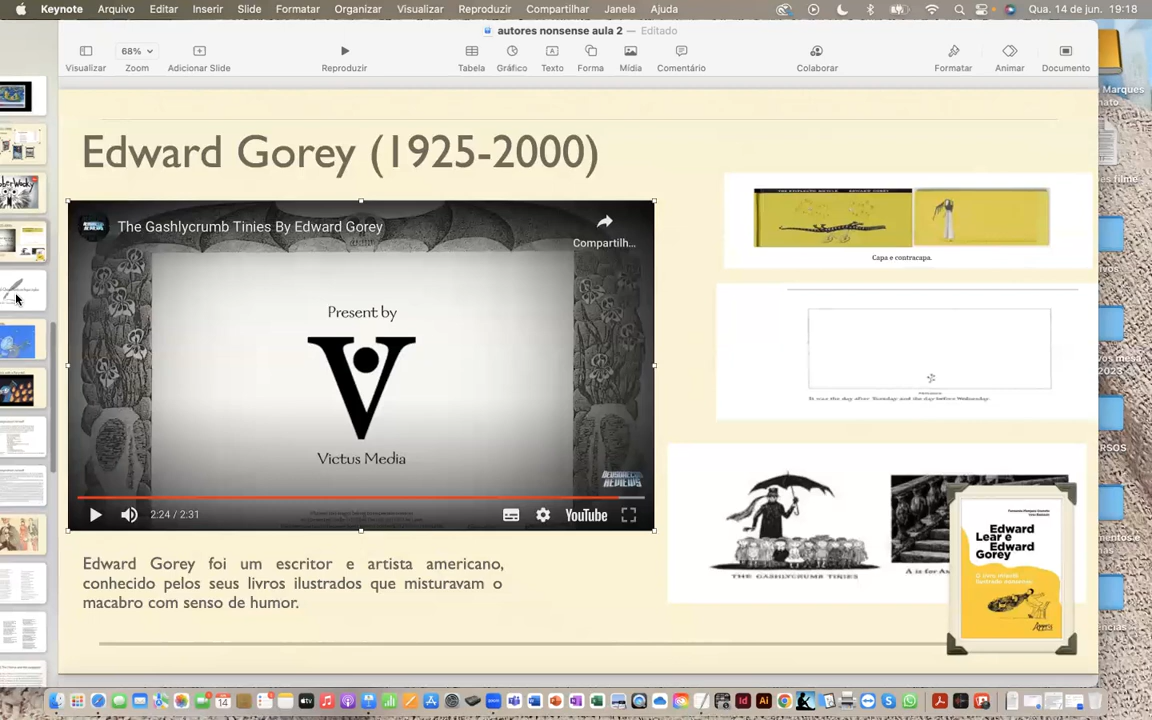 Keynote Arquivo Editar Inserir Slide Formatar Organizar Visualizar Reproduzir Compartilhar Janela Ajuda Qua. 14 de jun. 19:18
autores nonsense aula 2 — Editado
68%
Visualizar Zoom Adicionar Slide Reproduzir Tabela Gráfico Texto Forma Mídia Comentário Colaborar Formatar Animar Documento
Marques
Edward Gorey (1925-2000)
The Gashlycrumb Tinies By Edward Gorey
Compartilh...
Capa e contracapa.
Present by
V
Victus Media
It was the day after Tuesday and the day before Wednesday.
2:24 / 2:31
YouTube
THE GASHLYCRUMB TINIES
A is for
Edward
Lear e
Edward
Gorey
Edward Gorey foi um escritor e artista americano,
conhecido pelos seus livros ilustrados que misturavam o
macabro com senso de humor.
14